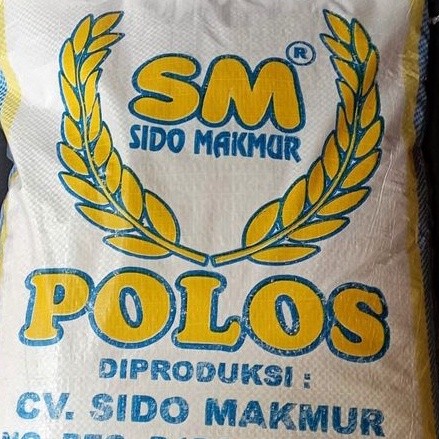 SM ®
SIDO MAKMUR
POLOS
DIPRODUKSI :
CV. SIDO MAKMUR